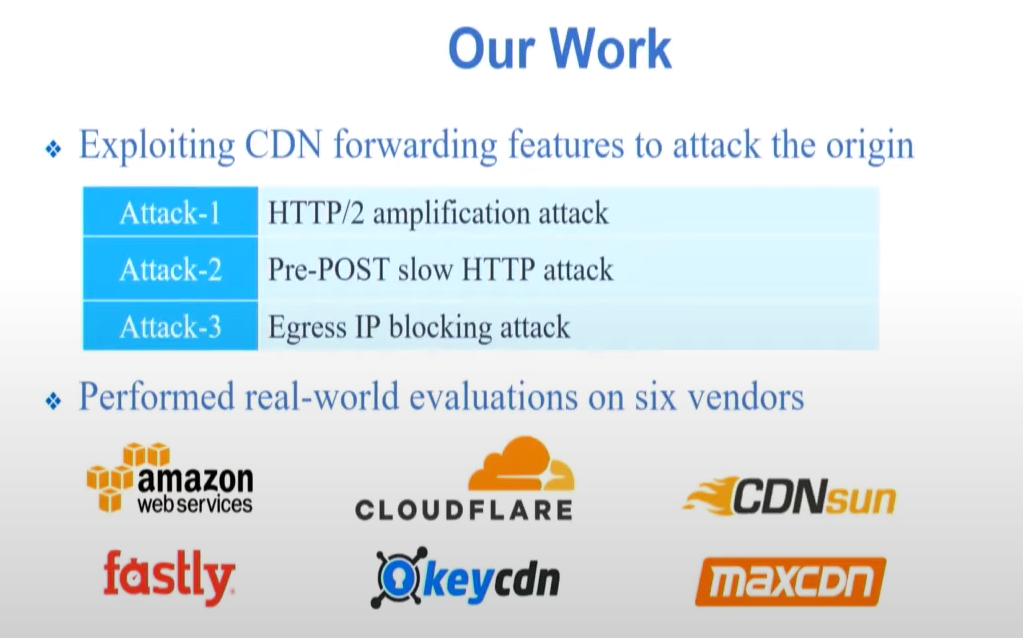 Our Work
Exploiting CDN forwarding features to attack the origin
Attack-1 HTTP/2 amplification attack
Attack-2 Pre-POST slow HTTP attack
Attack-3 Egress IP blocking attack
Performed real-world evaluations on six vendors
amazon
web services
CLOUDFLARE
CDNsun
fastly
keycdn
maxcdn